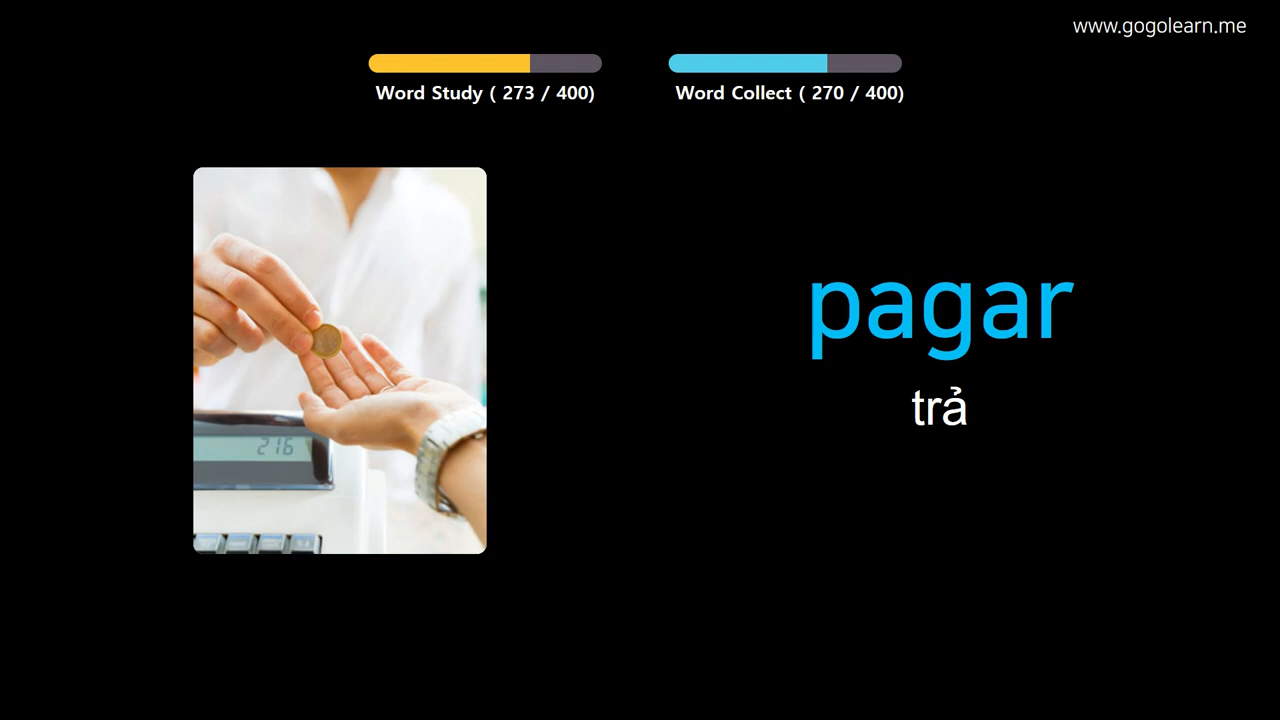 www.gogolearn.me
Word Study ( 273 / 400)
Word Collect ( 270 / 400)
216
pagar
trả